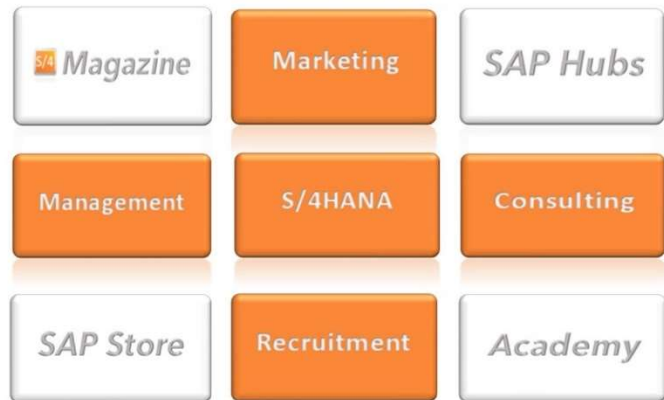 S/4 Magazine
Marketing
SAP Hubs
Management
S/4HANA
Consulting
SAP Store
Recruitment
Academy